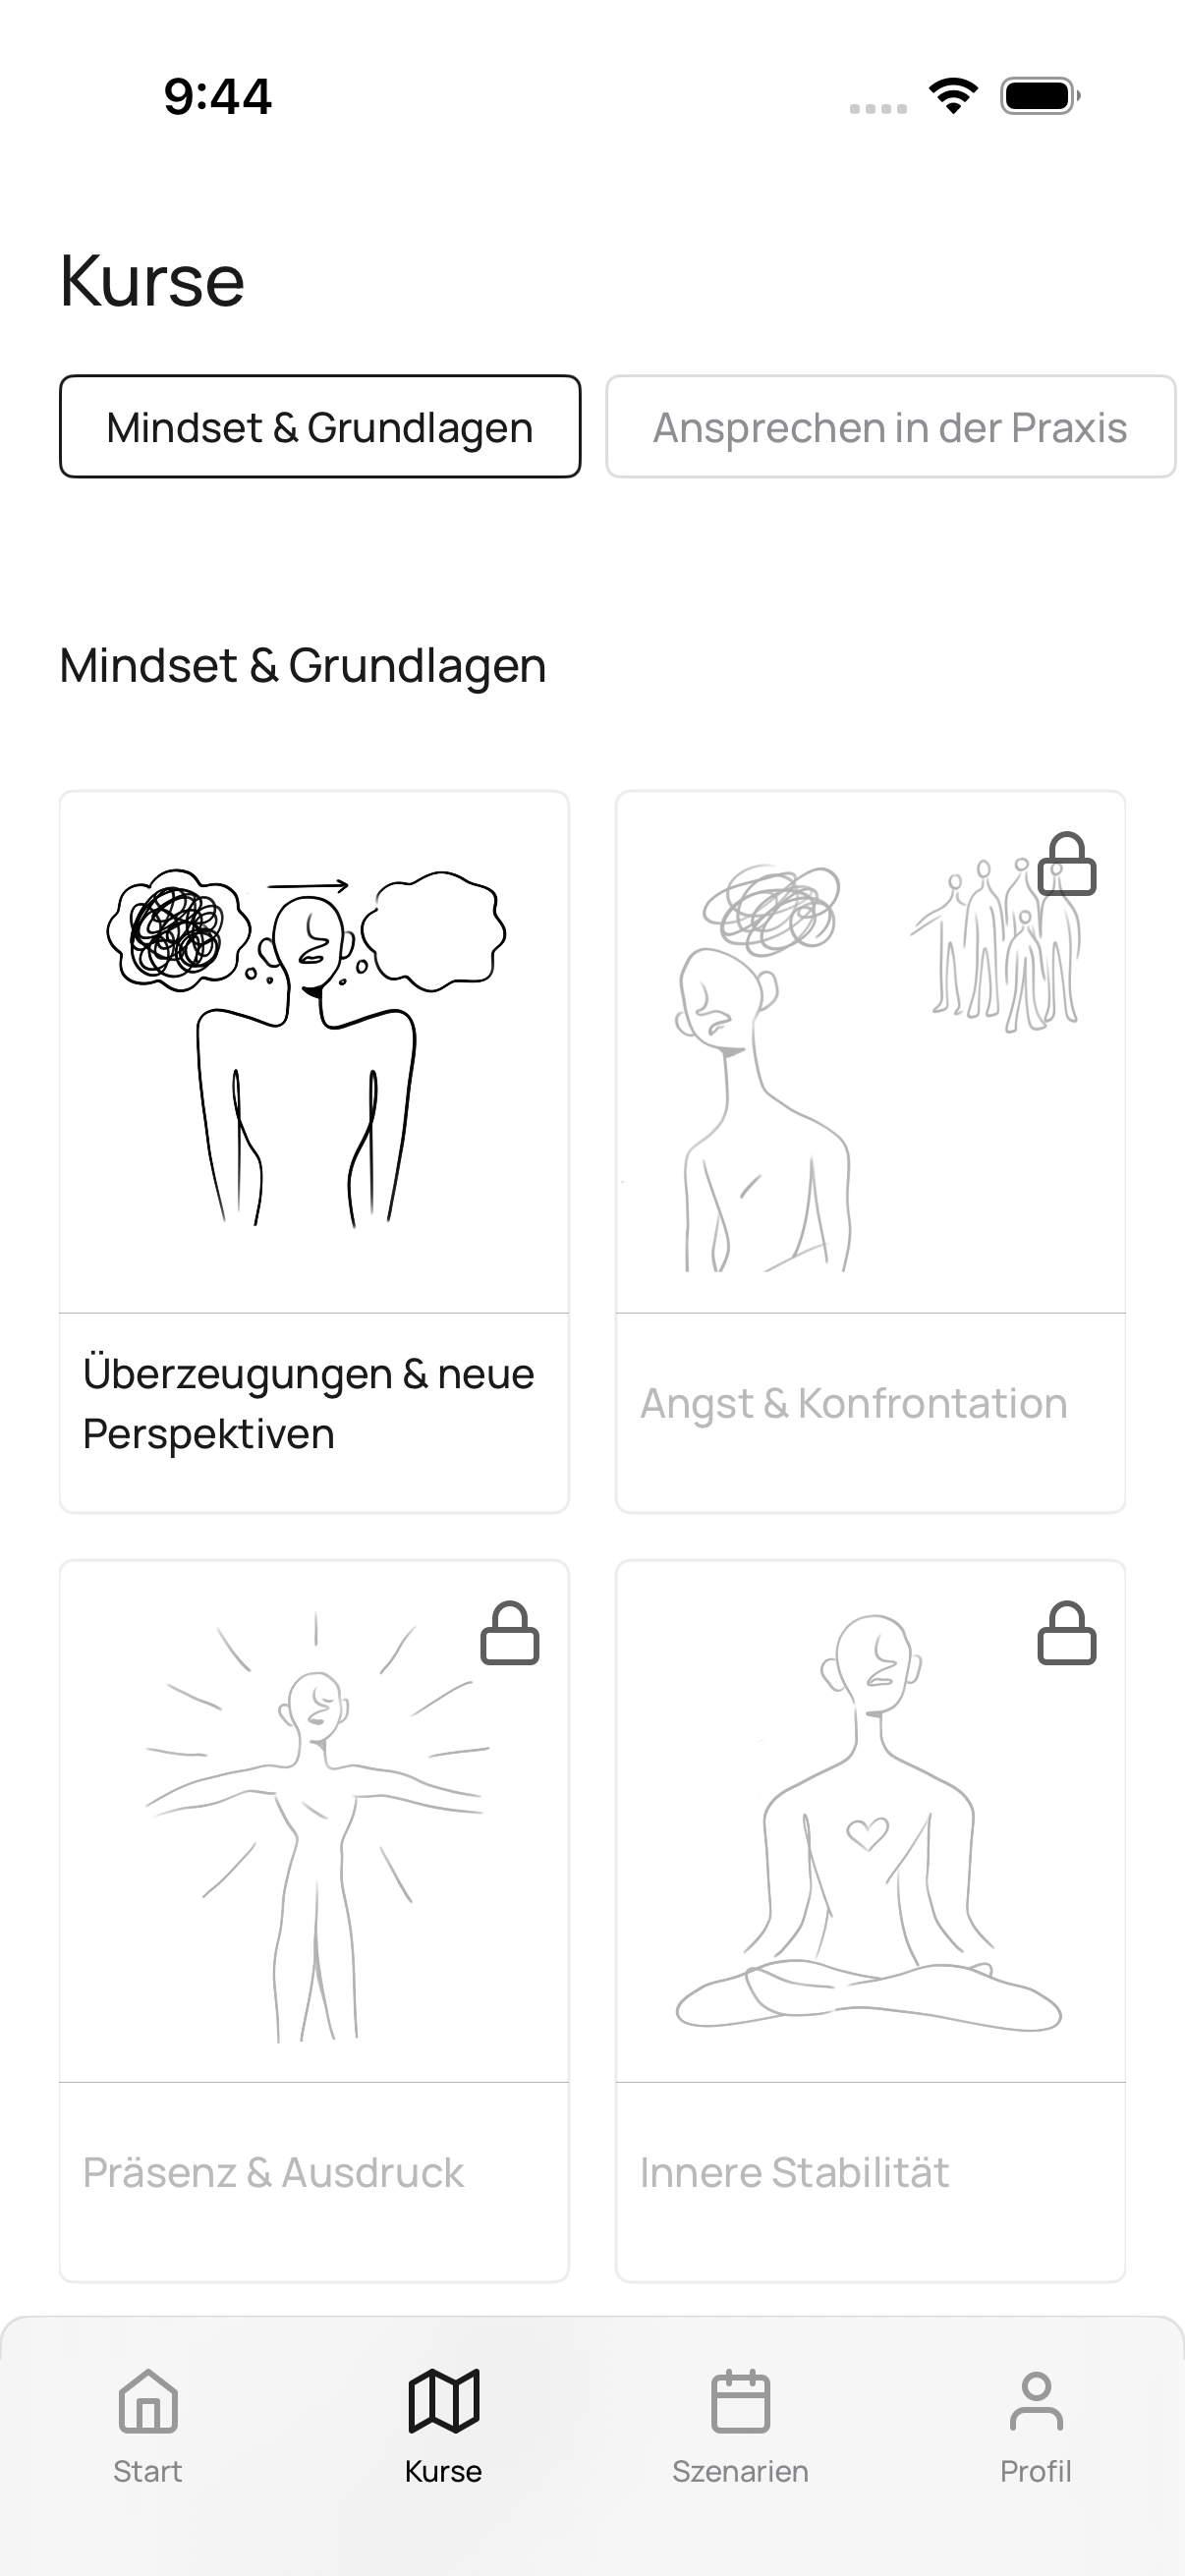 9:44
Kurse
Mindset & Grundlagen
Ansprechen in der Praxis
Mindset & Grundlagen
Überzeugungen & neue
Perspektiven
Angst & Konfrontation
Präsenz & Ausdruck
Innere Stabilität
Start
Kurse
Szenarien
Profil